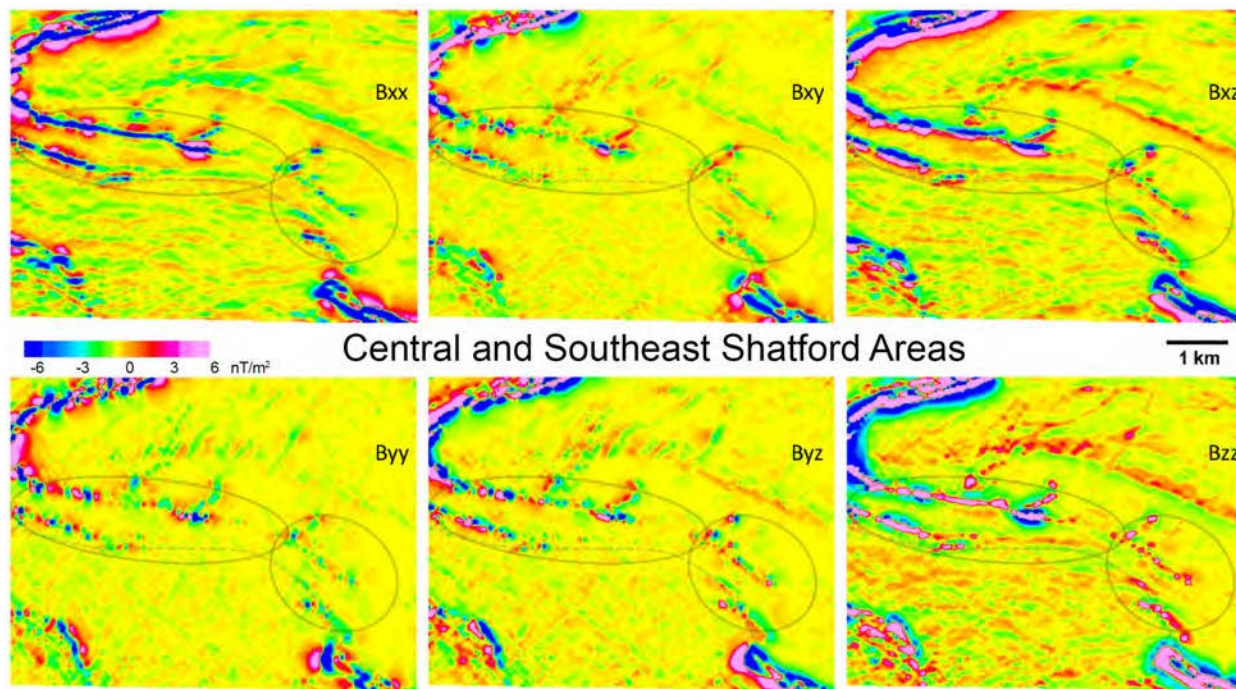 Bxx
Bxy
Bxz
-6 -3 0 3 6 nT/m²
Central and Southeast Shatford Areas
1 km
Byy
Byz
Bzz